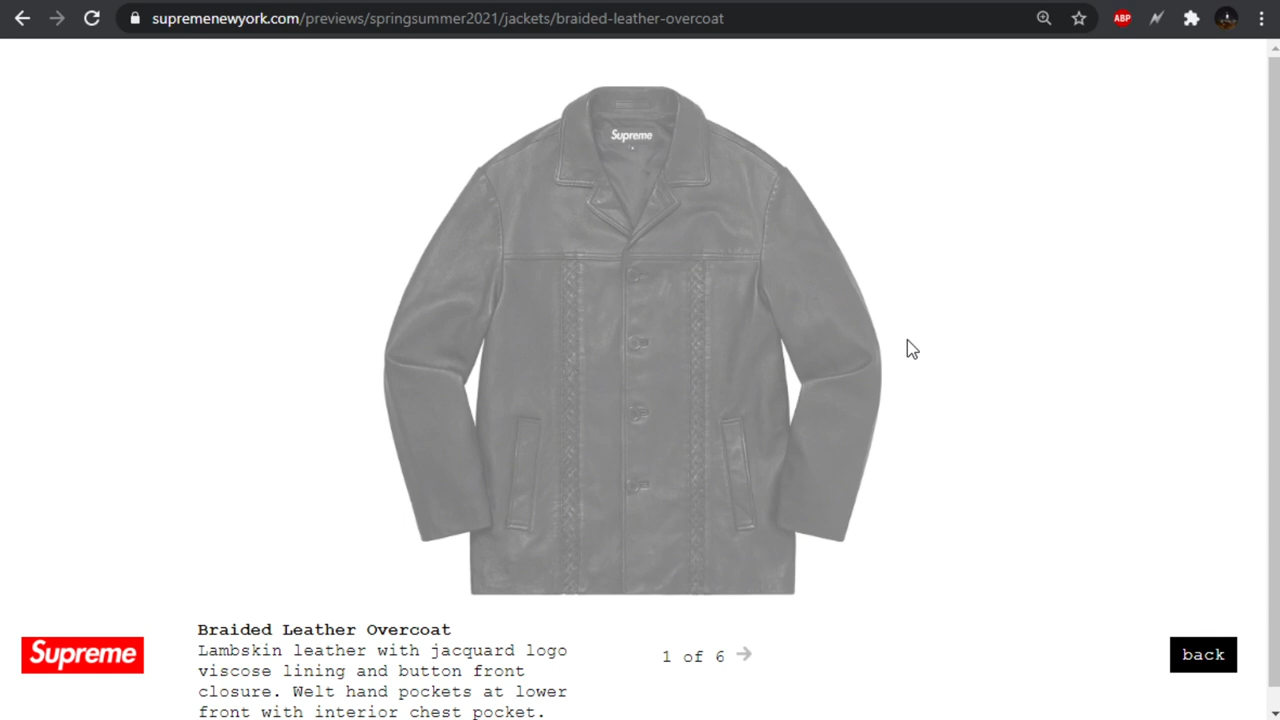 supremenewyork.com/previews/springsummer2021/jackets/braided-leather-overcoat
ABP
Supreme
Braided Leather Overcoat
Lambskin leather with jacquard logo
viscose lining and button front
closure. Welt hand pockets at lower
front with interior chest pocket.
Supreme
1 of 6
back